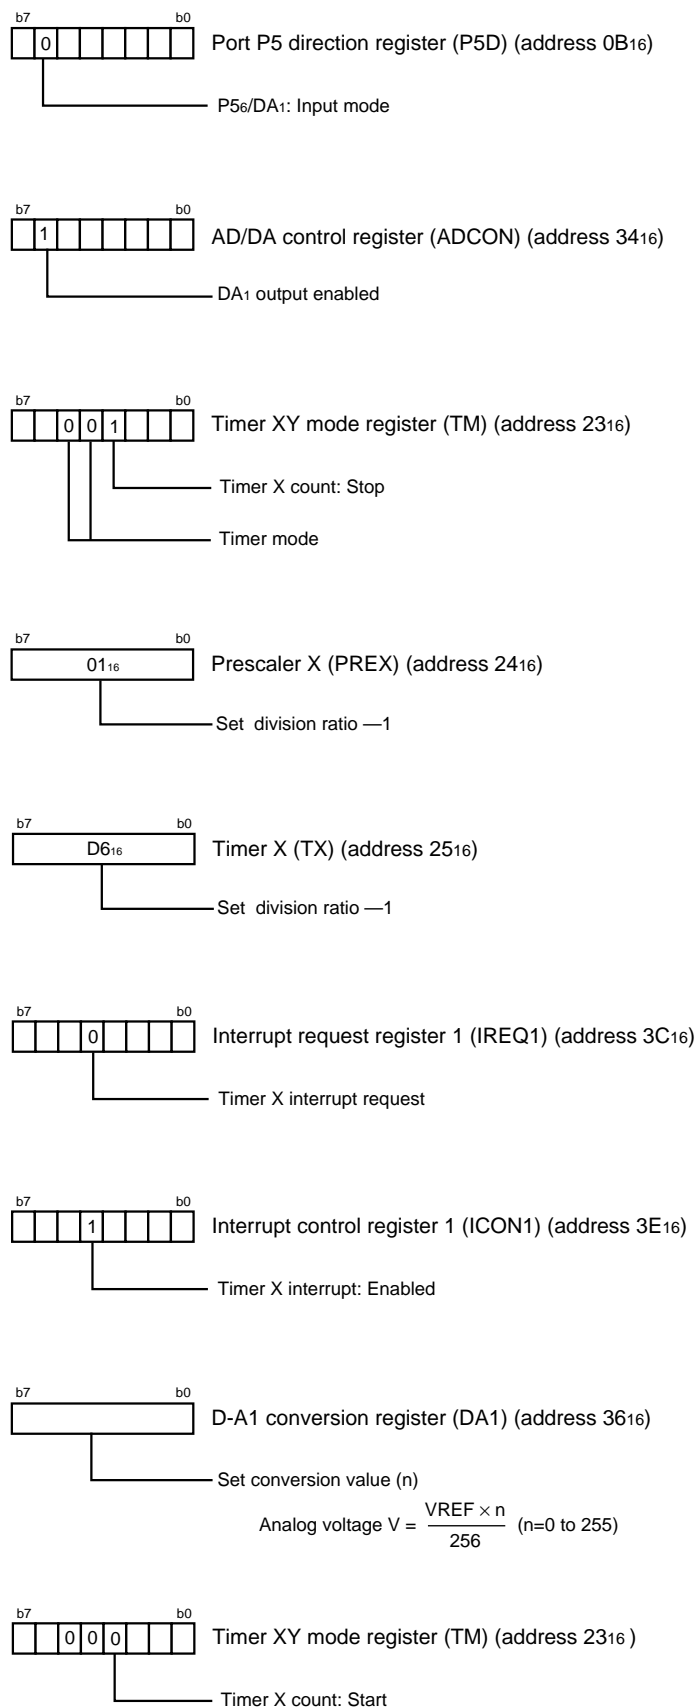 b7 b0
0 Port P5 direction register (P5D) (address 0B16)
P56/DA1: Input mode
b7 b0
1 AD/DA control register (ADCON) (address 3416)
DA1 output enabled
b7 b0
0 0 1 Timer XY mode register (TM) (address 2316)
Timer X count: Stop
Timer mode
b7 b0
0116 Prescaler X (PREX) (address 2416)
Set division ratio —1
b7 b0
D616 Timer X (TX) (address 2516)
Set division ratio —1
b7 b0
0 Interrupt request register 1 (IREQ1) (address 3C16)
Timer X interrupt request
b7 b0
1 Interrupt control register 1 (ICON1) (address 3E16)
Timer X interrupt: Enabled
b7 b0
D-A1 conversion register (DA1) (address 3616)
Set conversion value (n)
Analog voltage V = VREF × n / 256 (n=0 to 255)
b7 b0
0 0 0 Timer XY mode register (TM) (address 2316 )
Timer X count: Start